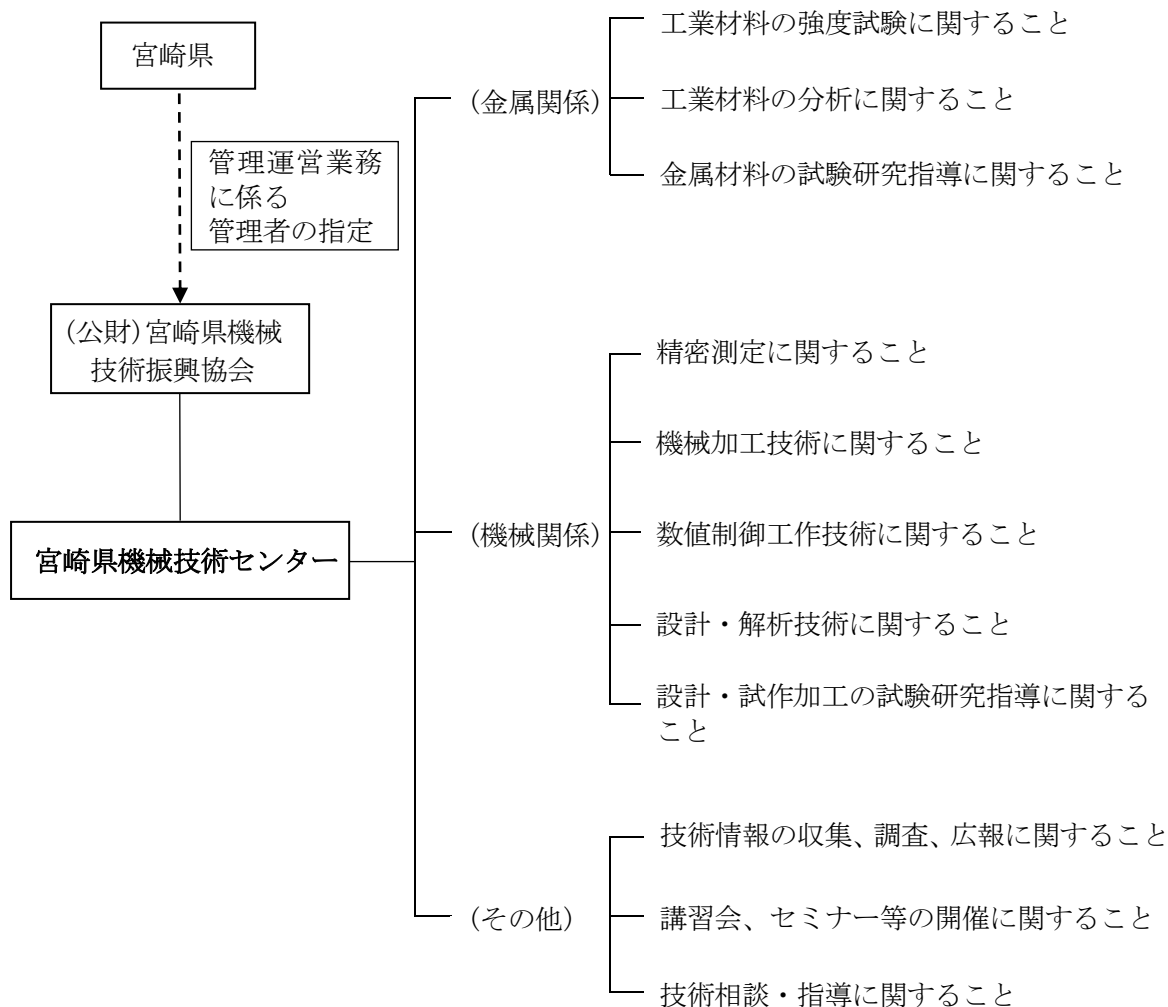 宮崎県
管理運営業務
に係る
管理者の指定
(公財)宮崎県機械
技術振興協会
宮崎県機械技術センター
(金属関係)
工業材料の強度試験に関すること
工業材料の分析に関すること
金属材料の試験研究指導に関すること
(機械関係)
精密測定に関すること
機械加工技術に関すること
数値制御工作技術に関すること
設計・解析技術に関すること
設計・試作加工の試験研究指導に関する
こと
(その他)
技術情報の収集、調査、広報に関すること
講習会、セミナー等の開催に関すること
技術相談・指導に関すること